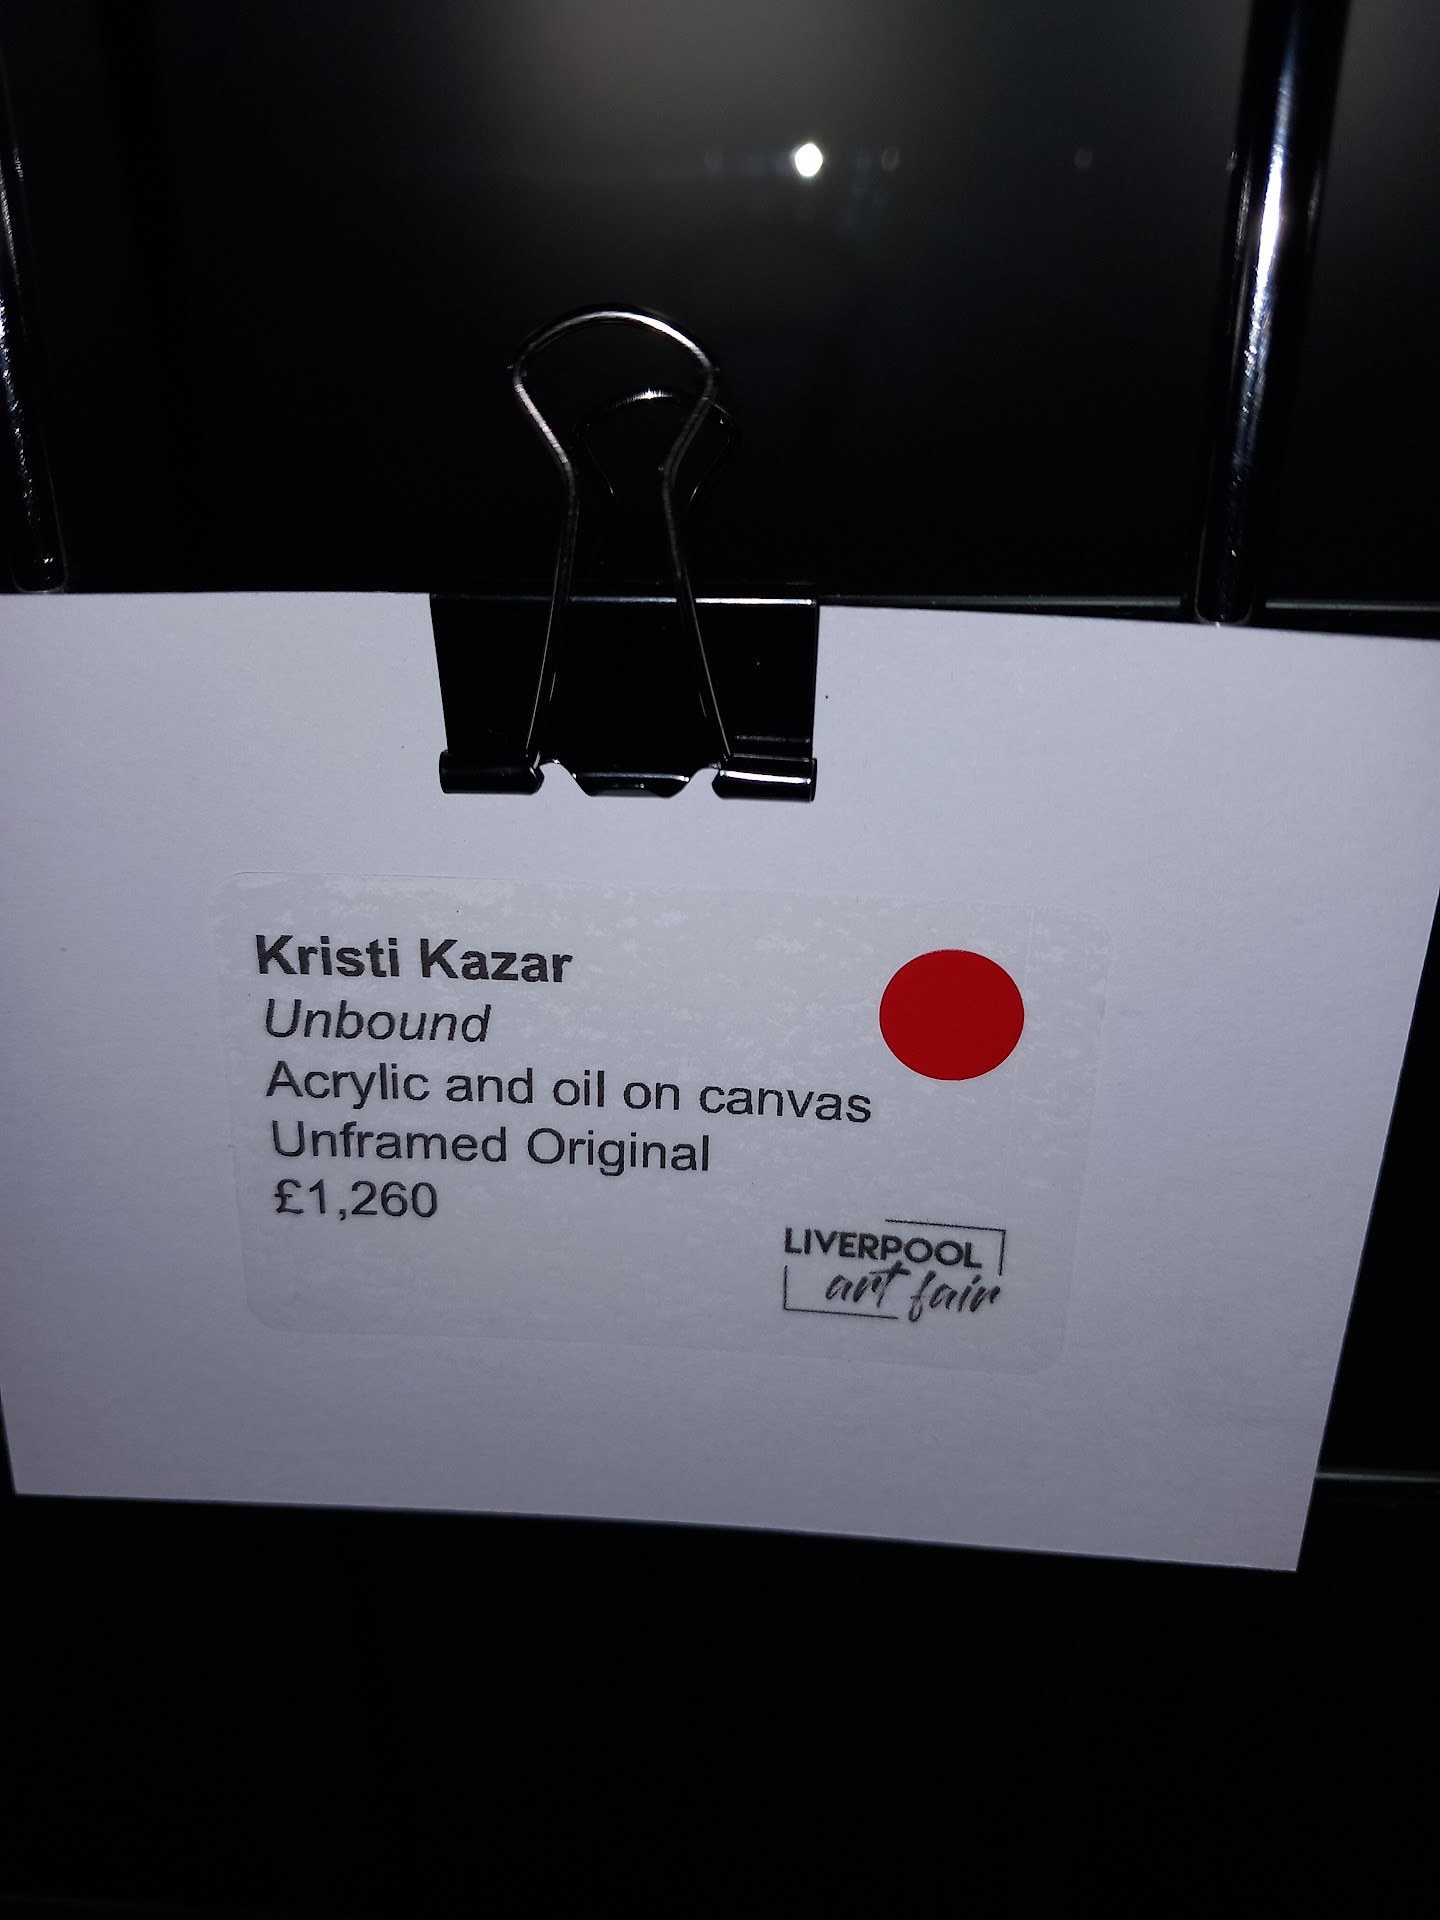 Kristi Kazar
Unbound
Acrylic and oil on canvas
Unframed Original
£1,260
LIVERPOOL
art fair